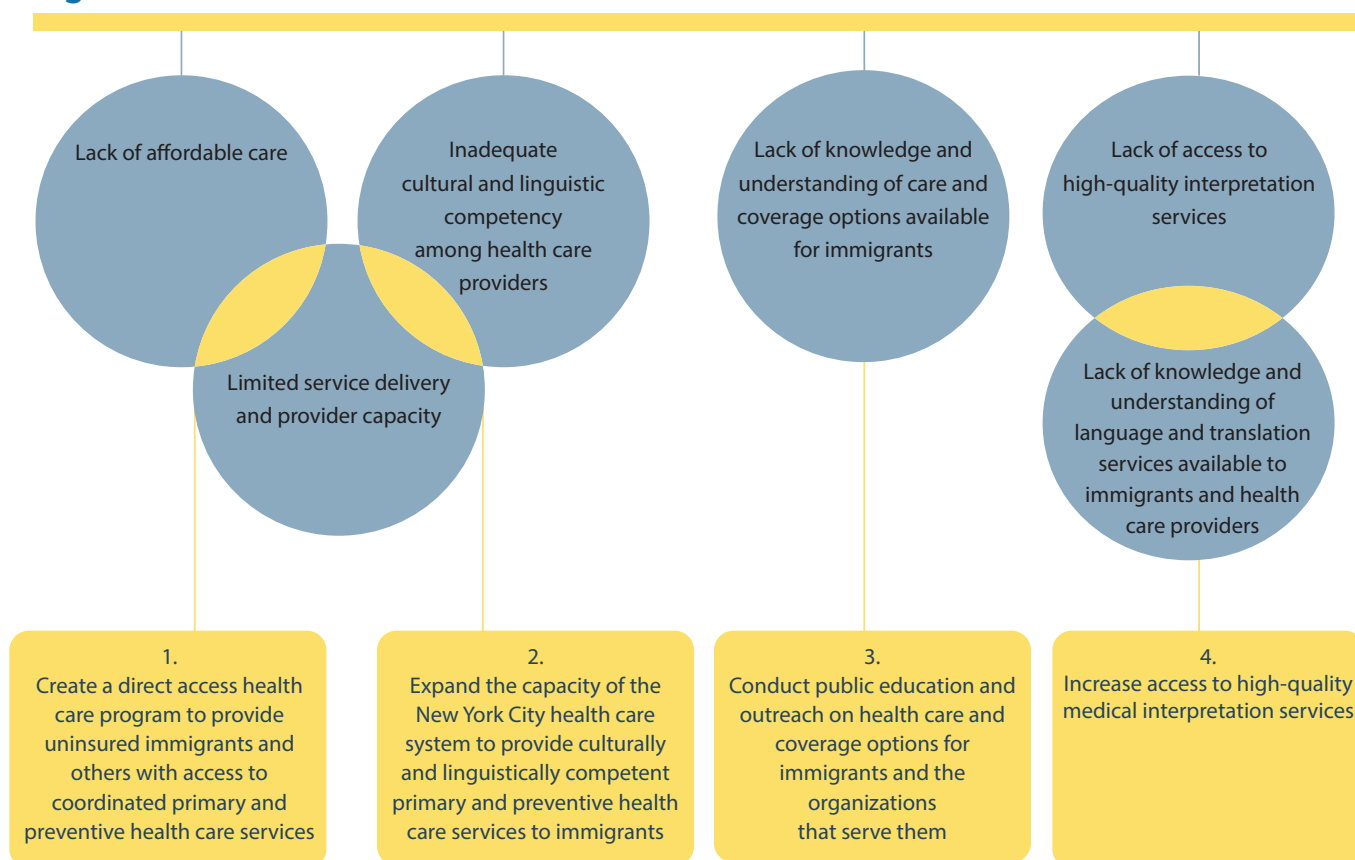 Lack of affordable care
Inadequate
cultural and linguistic
competency
among health care
providers
Limited service delivery
and provider capacity
Lack of knowledge and
understanding of care and
coverage options available
for immigrants
Lack of access to
high-quality interpretation
services
Lack of knowledge and
understanding of
language and translation
services available to
immigrants and health
care providers
1.
Create a direct access health
care program to provide
uninsured immigrants and
others with access to
coordinated primary and
preventive health care services
2.
Expand the capacity of the
New York City health care
system to provide culturally
and linguistically competent
primary and preventive health
care services to immigrants
3.
Conduct public education and
outreach on health care and
coverage options for
immigrants and the
organizations
that serve them
4.
Increase access to high-quality
medical interpretation services